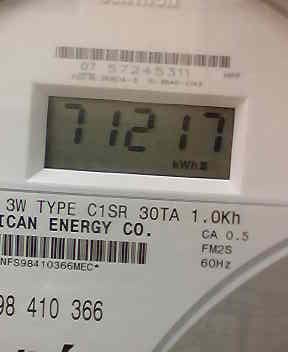 07 57245311
71217
kWh
3W TYPE C1SR 30TA 1.0Kh
ICAN ENERGY CO.
CA 0.5
FM2S
NFS98410366MEC*
60Hz
98 410 366